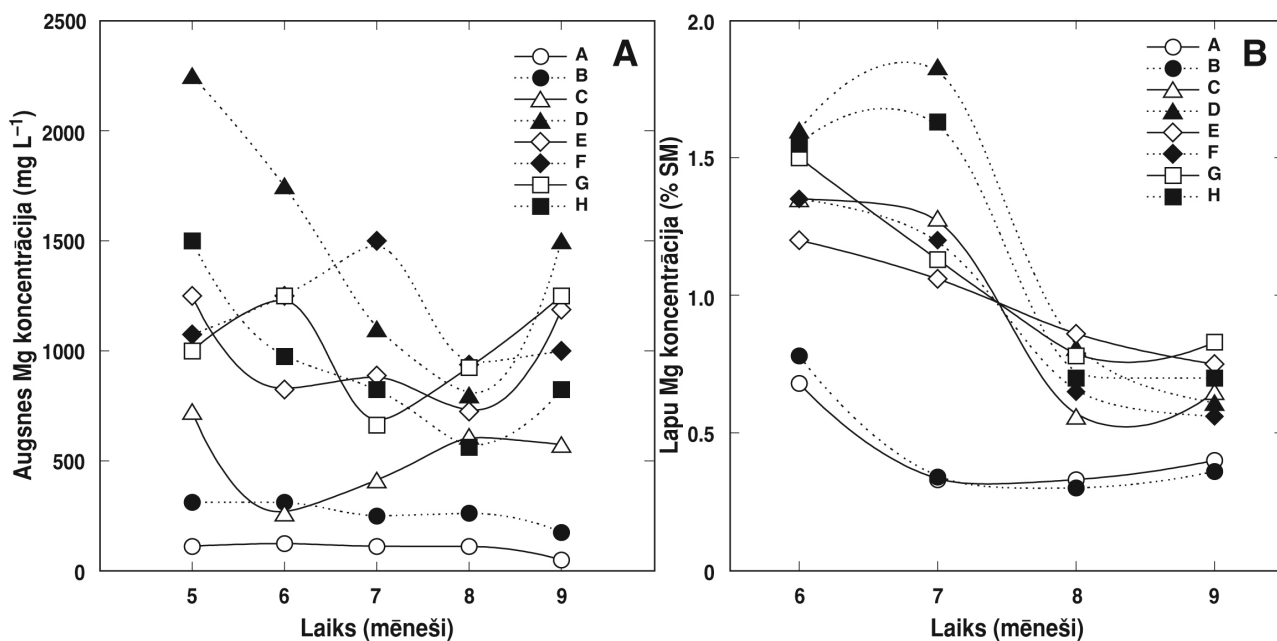 Augsnes Mg koncentrācija (mg L⁻¹)
2500
2000
1500
1000
500
0
5 6 7 8 9
Laiks (mēneši)
A
A
B
C
D
E
F
G
H
Lapu Mg koncentrācija (% SM)
2.0
1.5
1.0
0.5
0.0
6 7 8 9
Laiks (mēneši)
B
A
B
C
D
E
F
G
H